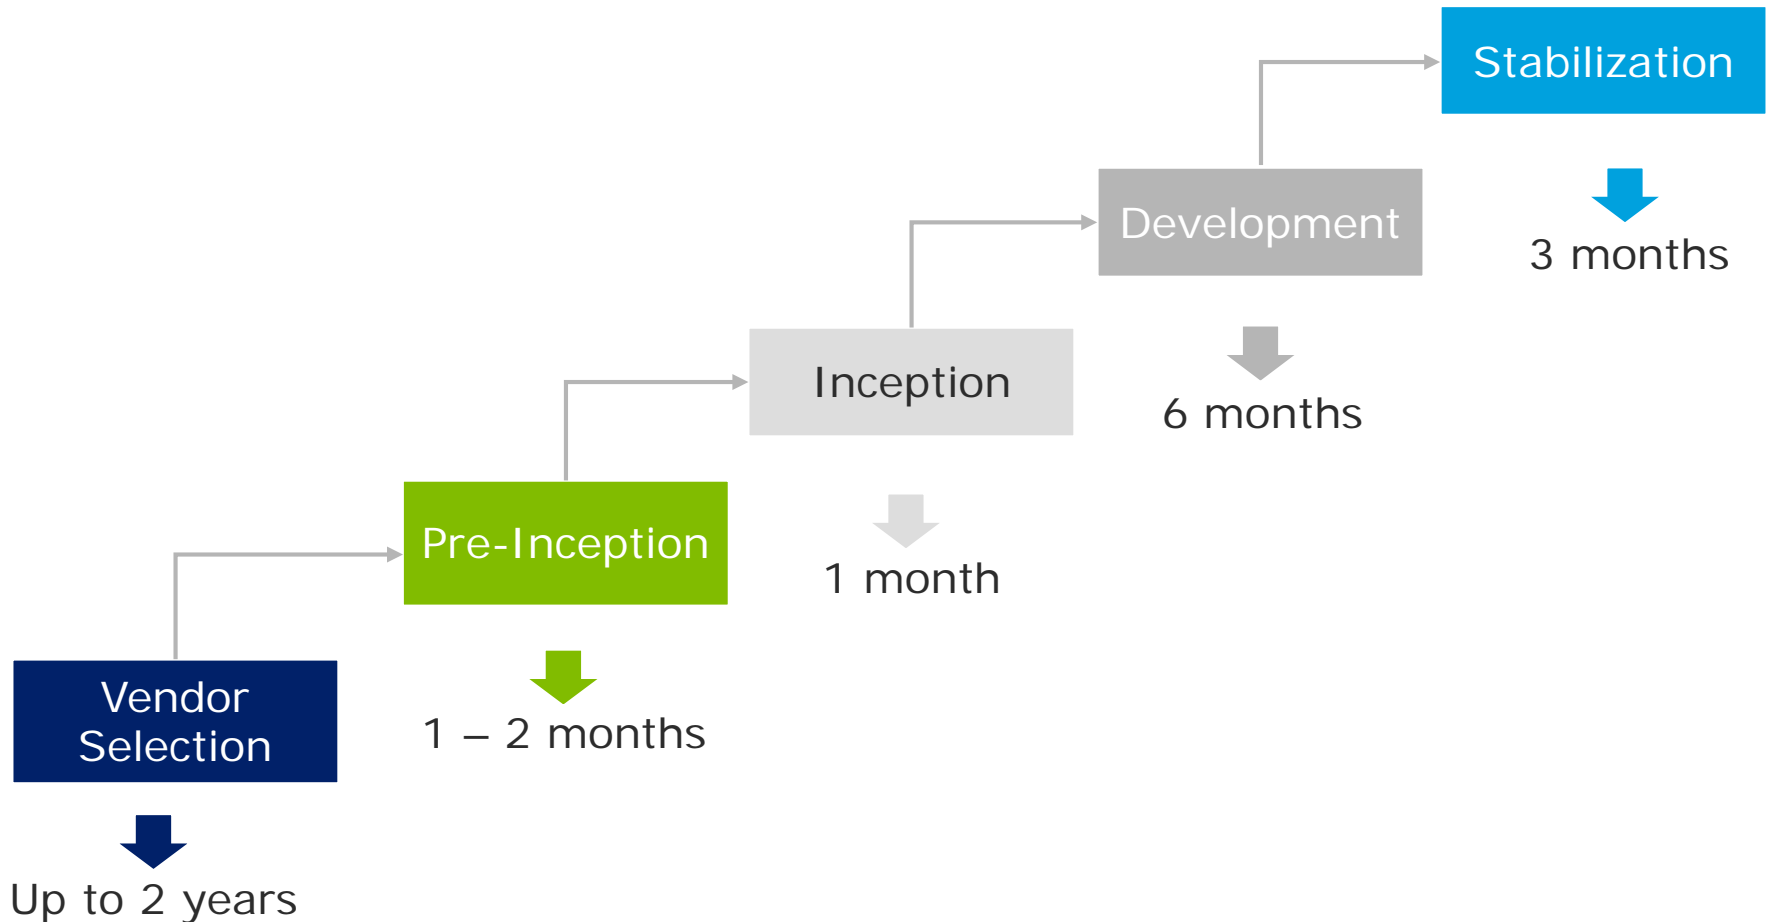 Stabilization
Development
3 months
Inception
6 months
Pre-Inception
1 month
Vendor
Selection
1 – 2 months
Up to 2 years